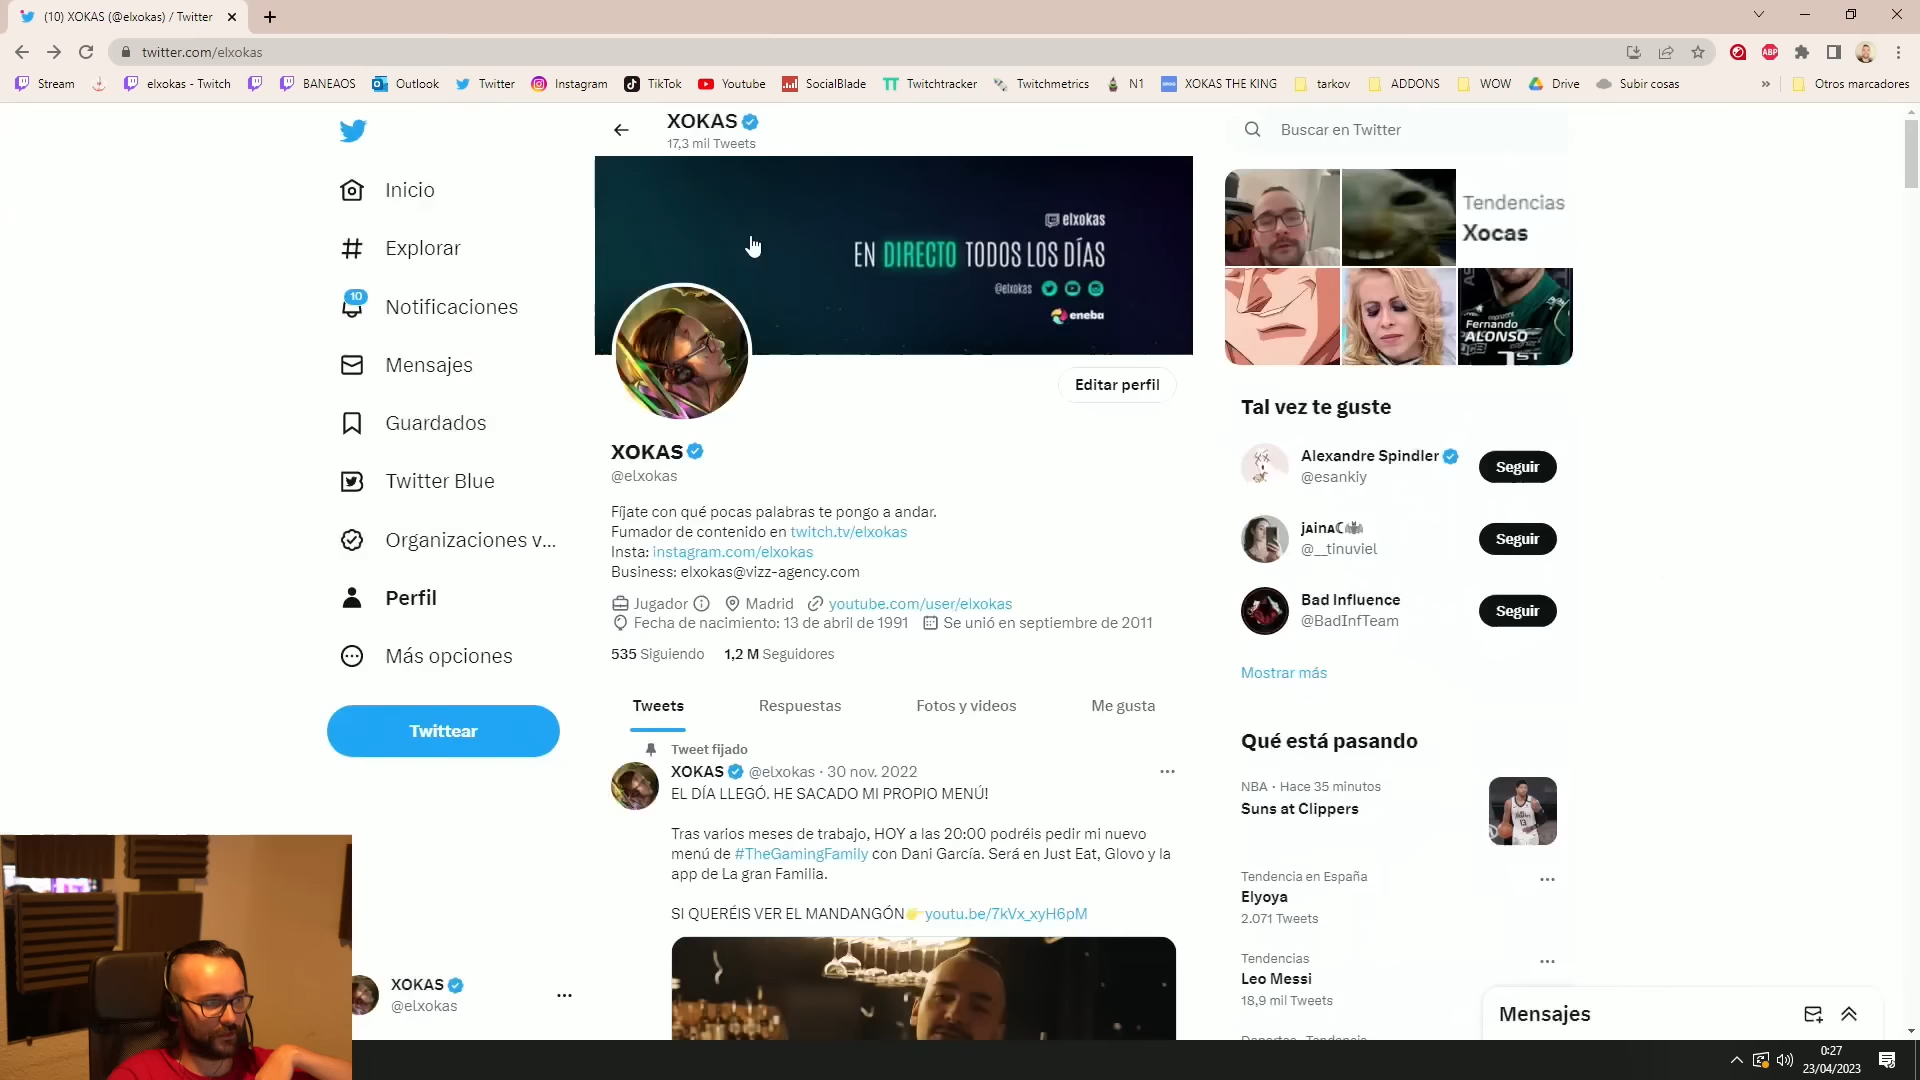 (10) XOKAS (@elxokas) / Twitter
twitter.com/elxokas
ABP
Stream
elxokas - Twitch
BANEAOS
Outlook
Twitter
Instagram
TikTok
Youtube
SocialBlade
Twitchtracker
Twitchmetrics
N1
XOKAS THE KING
tarkov
ADDONS
WOW
Drive
Subir cosas
»
Otros marcadores
Inicio
Explorar
10
Notificaciones
Mensajes
Guardados
Twitter Blue
Organizaciones v...
Perfil
Más opciones
Twittear
XOKAS
@elxokas
XOKAS
17,3 mil Tweets
elxokas
EN DIRECTO TODOS LOS DÍAS
@elxokas
eneba
Editar perfil
XOKAS
@elxokas
Fíjate con qué pocas palabras te pongo a andar.
Fumador de contenido en twitch.tv/elxokas
Insta: instagram.com/elxokas
Business: elxokas@vizz-agency.com
Jugador Madrid youtube.com/user/elxokas
Fecha de nacimiento: 13 de abril de 1991 Se unió en septiembre de 2011
535 Siguiendo 1,2 M Seguidores
Tweets Respuestas Fotos y videos Me gusta
Tweet fijado
XOKAS @elxokas · 30 nov. 2022
EL DÍA LLEGÓ. HE SACADO MI PROPIO MENÚ!
Tras varios meses de trabajo, HOY a las 20:00 podréis pedir mi nuevo
menú de #TheGamingFamily con Dani García. Será en Just Eat, Glovo y la
app de La gran Familia.
SI QUERÉIS VER EL MANDANGÓN👉youtu.be/7kVx_xyH6pM
Buscar en Twitter
Tendencias
Xocas
Fernando
ALONSO
1ST
Tal vez te guste
Alexandre Spindler
@esankiy
Seguir
jᴀinᴀ☾🦇
@__tinuviel
Seguir
Bad Influence
@BadInfTeam
Seguir
Mostrar más
Qué está pasando
NBA · Hace 35 minutos
Suns at Clippers
Tendencia en España
Elyoya
2.071 Tweets
Tendencias
Leo Messi
18,9 mil Tweets
Deportes · Tendencia
Mensajes
0:27
23/04/2023